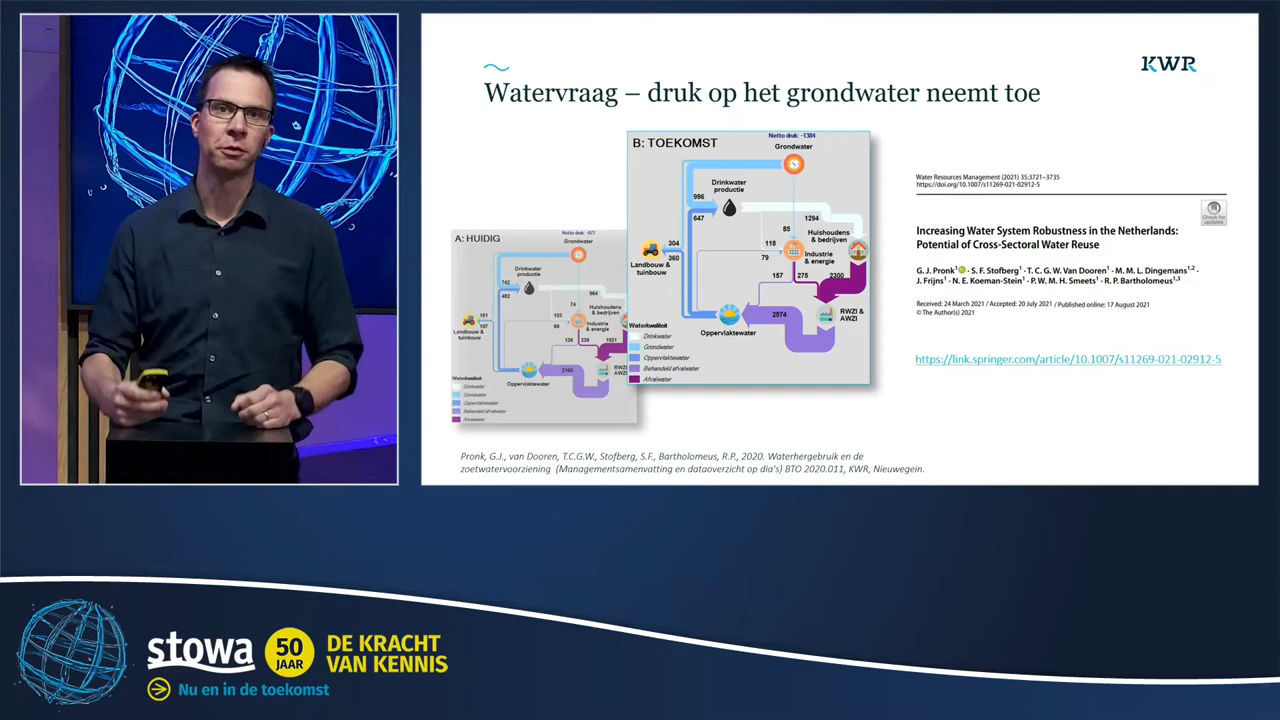 KWR
Watervraag – druk op het grondwater neemt toe
A: HUIDIG
Grondwater
Drinkwater
productie
742
482
964
74
Huishoudens
& bedrijven
103
69
Industrie
& energie
161
197
Landbouw &
tuinbouw
1921
2160
Oppervlaktewater
RWZI
AWZI
Waterkwaliteit
Drinkwater
Grondwater
Oppervlaktewater
Behandeld afvalwater
Afvalwater
B: TOEKOMST
Netto druk: -1384
Grondwater
Drinkwater
productie
996
647
1294
85
Huishoudens
& bedrijven
118
79
Industrie
& energie
304
360
Landbouw &
tuinbouw
157
275
2300
2574
Oppervlaktewater
RWZI &
AWZI
Waterkwaliteit
Drinkwater
Grondwater
Oppervlaktewater
Behandeld afvalwater
Afvalwater
Water Resources Management (2021) 35:3721–3735
https://doi.org/10.1007/s11269-021-02912-5
Check for
updates
Increasing Water System Robustness in the Netherlands:
Potential of Cross-Sectoral Water Reuse
G. J. Pronk1 · S. F. Stofberg1 · T. C. G. W. Van Dooren1 · M. M. L. Dingemans1,2 ·
J. Frijns1 · N. E. Koeman-Stein1 · P. W. M. H. Smeets1 · R. P. Bartholomeus1,3
Received: 24 March 2021 / Accepted: 20 July 2021 / Published online: 17 August 2021
© The Author(s) 2021
https://link.springer.com/article/10.1007/s11269-021-02912-5
Pronk, G.J., van Dooren, T.C.G.W., Stofberg, S.F., Bartholomeus, R.P., 2020. Waterhergebruik en de
zoetwatervoorziening (Managementsamenvatting en dataoverzicht op dia's) BTO 2020.011, KWR, Nieuwegein.
stowa
50
JAAR
DE KRACHT
VAN KENNIS
Nu en in de toekomst